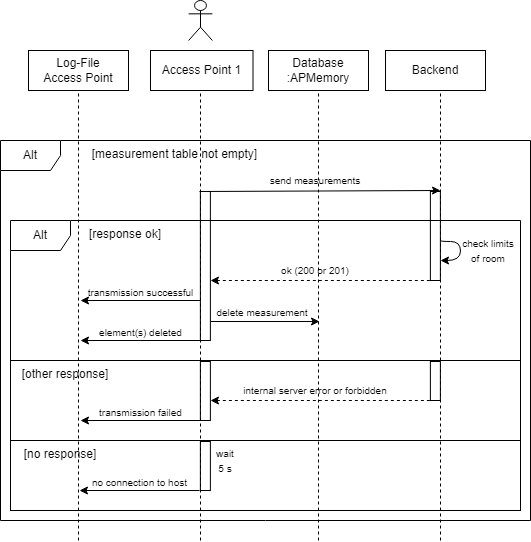 Log-File
Access Point
Access Point 1
Database
:APMemory
Backend
Alt
[measurement table not empty]
send measurements
Alt
[response ok]
check limits
of room
ok (200 or 201)
transmission successful
delete measurement
element(s) deleted
[other response]
internal server error or forbidden
transmission failed
[no response]
wait
5 s
no connection to host